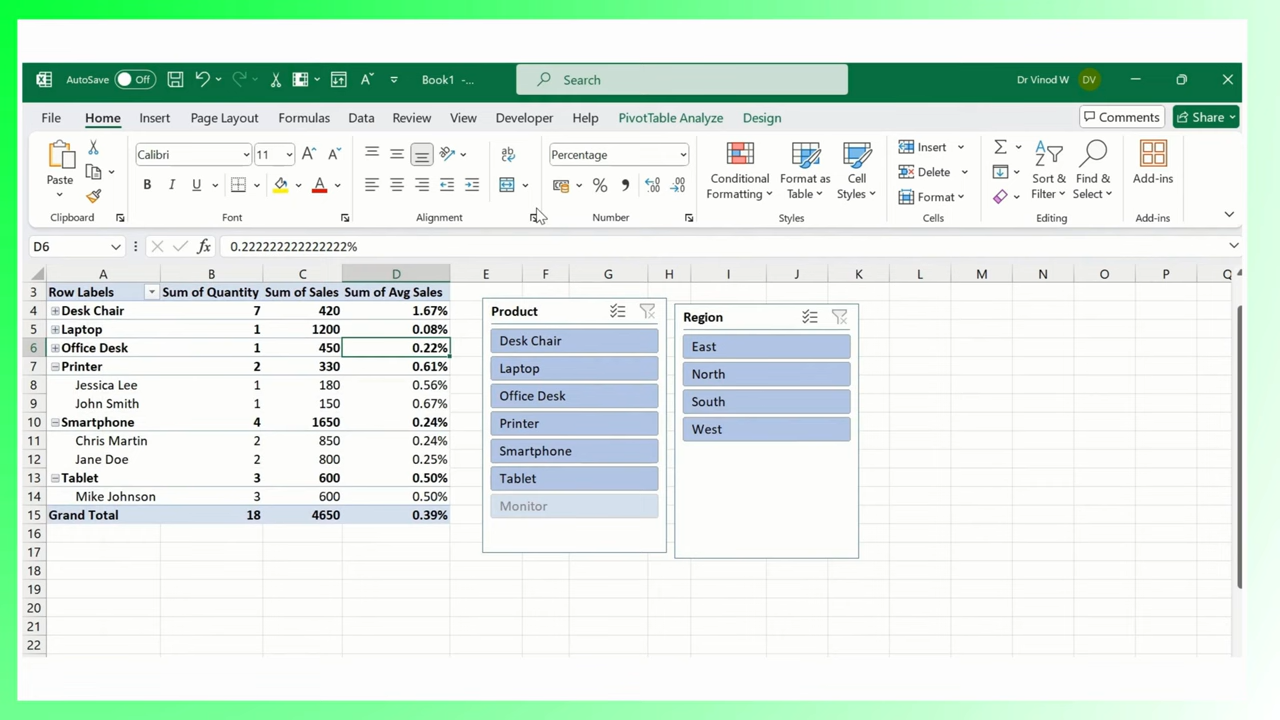 AutoSave Off Book1 -... Search Dr Vinod W DV
File Home Insert Page Layout Formulas Data Review View Developer Help PivotTable Analyze Design Comments Share
Calibri 11 Percentage
Paste Conditional Formatting Format as Table Cell Styles Insert Delete Format Sort & Filter Find & Select Add-ins
Clipboard Font Alignment Number Styles Cells Editing Add-ins
D6 fx 0.222222222222222%
A B C D E F G H I J K L M N O P Q
3 Row Labels Sum of Quantity Sum of Sales Sum of Avg Sales
4 Desk Chair 7 420 1.67%
5 Laptop 1 1200 0.08%
6 Office Desk 1 450 0.22%
7 Printer 2 330 0.61%
8 Jessica Lee 1 180 0.56%
9 John Smith 1 150 0.67%
10 Smartphone 4 1650 0.24%
11 Chris Martin 2 850 0.24%
12 Jane Doe 2 800 0.25%
13 Tablet 3 600 0.50%
14 Mike Johnson 3 600 0.50%
15 Grand Total 18 4650 0.39%
16
17
18
19
20
21
22
Product
Desk Chair
Laptop
Office Desk
Printer
Smartphone
Tablet
Monitor
Region
East
North
South
West